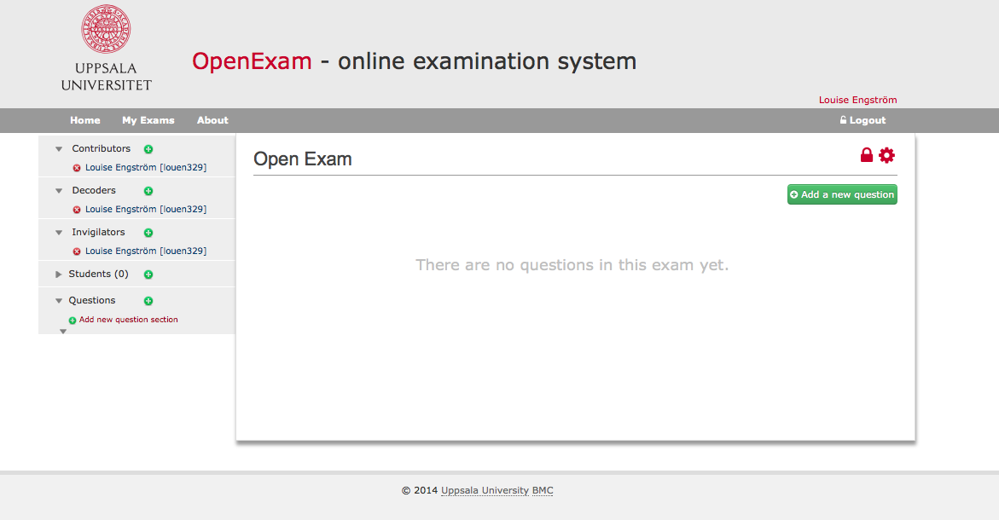 UPPSALA
UNIVERSITET
OpenExam - online examination system
Louise Engström
Home My Exams About Logout
Contributors
Louise Engström [louen329]
Decoders
Louise Engström [louen329]
Invigilators
Louise Engström [louen329]
Students (0)
Questions
Add new question section
Open Exam
Add a new question
There are no questions in this exam yet.
© 2014 Uppsala University BMC